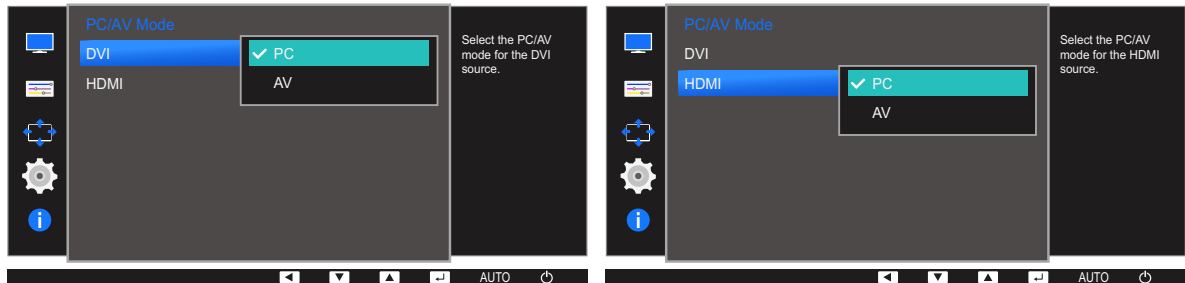 PC/AV Mode
DVI
PC
HDMI
AV
Select the PC/AV
mode for the DVI
source.
AUTO
PC/AV Mode
DVI
HDMI
PC
AV
Select the PC/AV
mode for the HDMI
source.
AUTO